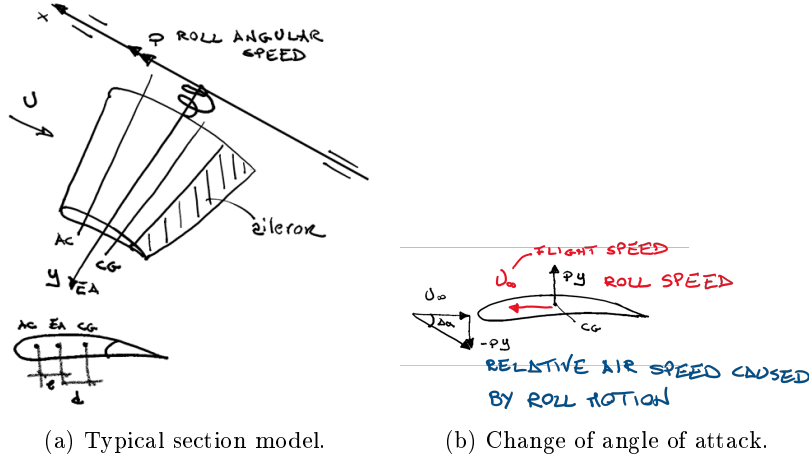 x
P ROLL ANGULAR
SPEED
U
AC
CG
y
EA
aileron
AC EA CG
e
d
FLIGHT SPEED
U∞
Py
ROLL SPEED
U∞
Δα
CG
-Py
RELATIVE AIR SPEED CAUSED
BY ROLL MOTION
(a) Typical section model.
(b) Change of angle of attack.